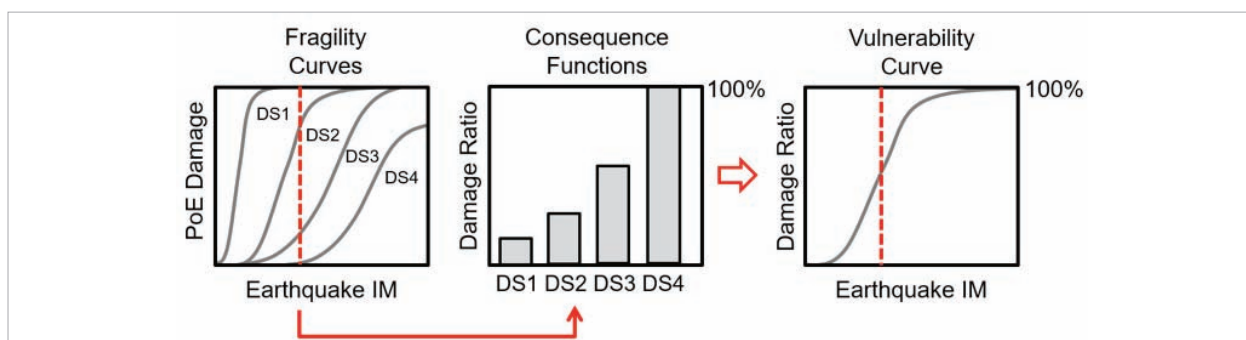 Fragility
Curves
PoE Damage
DS1
DS2
DS3
DS4
Earthquake IM
Consequence
Functions
100%
Damage Ratio
DS1 DS2 DS3 DS4
Vulnerability
Curve
100%
Damage Ratio
Earthquake IM